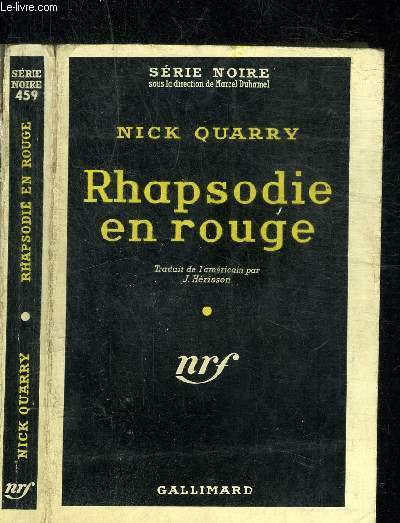 Le-livre.com
SÉRIE NOIRE
sous la direction de Marcel Duhamel
NICK QUARRY
Rhapsodie
en rouge
Traduit de l'américain par
J. Hérisson
nrf
GALLIMARD
SÉRIE
NOIRE
459
RHAPSODIE EN ROUGE
NICK QUARRY
nrf